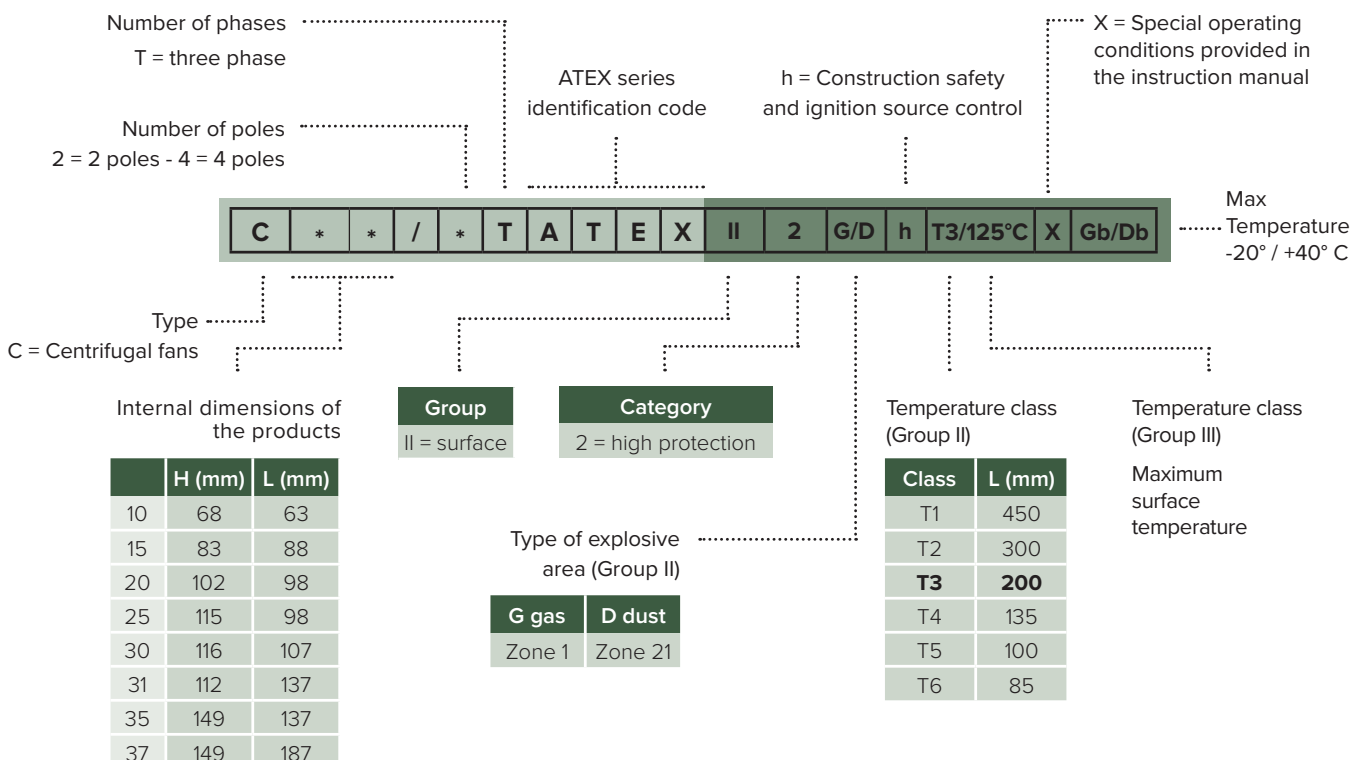 Number of phases
T = three phase
Number of poles
2 = 2 poles - 4 = 4 poles
ATEX series
identification code
h = Construction safety
and ignition source control
X = Special operating
conditions provided in
the instruction manual
C * * / * T A T E X II 2 G/D h T3/125°C X Gb/Db
Max
Temperature
-20° / +40° C
Type
C = Centrifugal fans
Internal dimensions of
the products
H (mm) L (mm)
10 68 63
15 83 88
20 102 98
25 115 98
30 116 107
31 112 137
35 149 137
37 149 187
Group
II = surface
Category
2 = high protection
Type of explosive
area (Group II)
G gas D dust
Zone 1 Zone 21
Temperature class
(Group II)
Class L (mm)
T1 450
T2 300
T3 200
T4 135
T5 100
T6 85
Temperature class
(Group III)
Maximum
surface
temperature